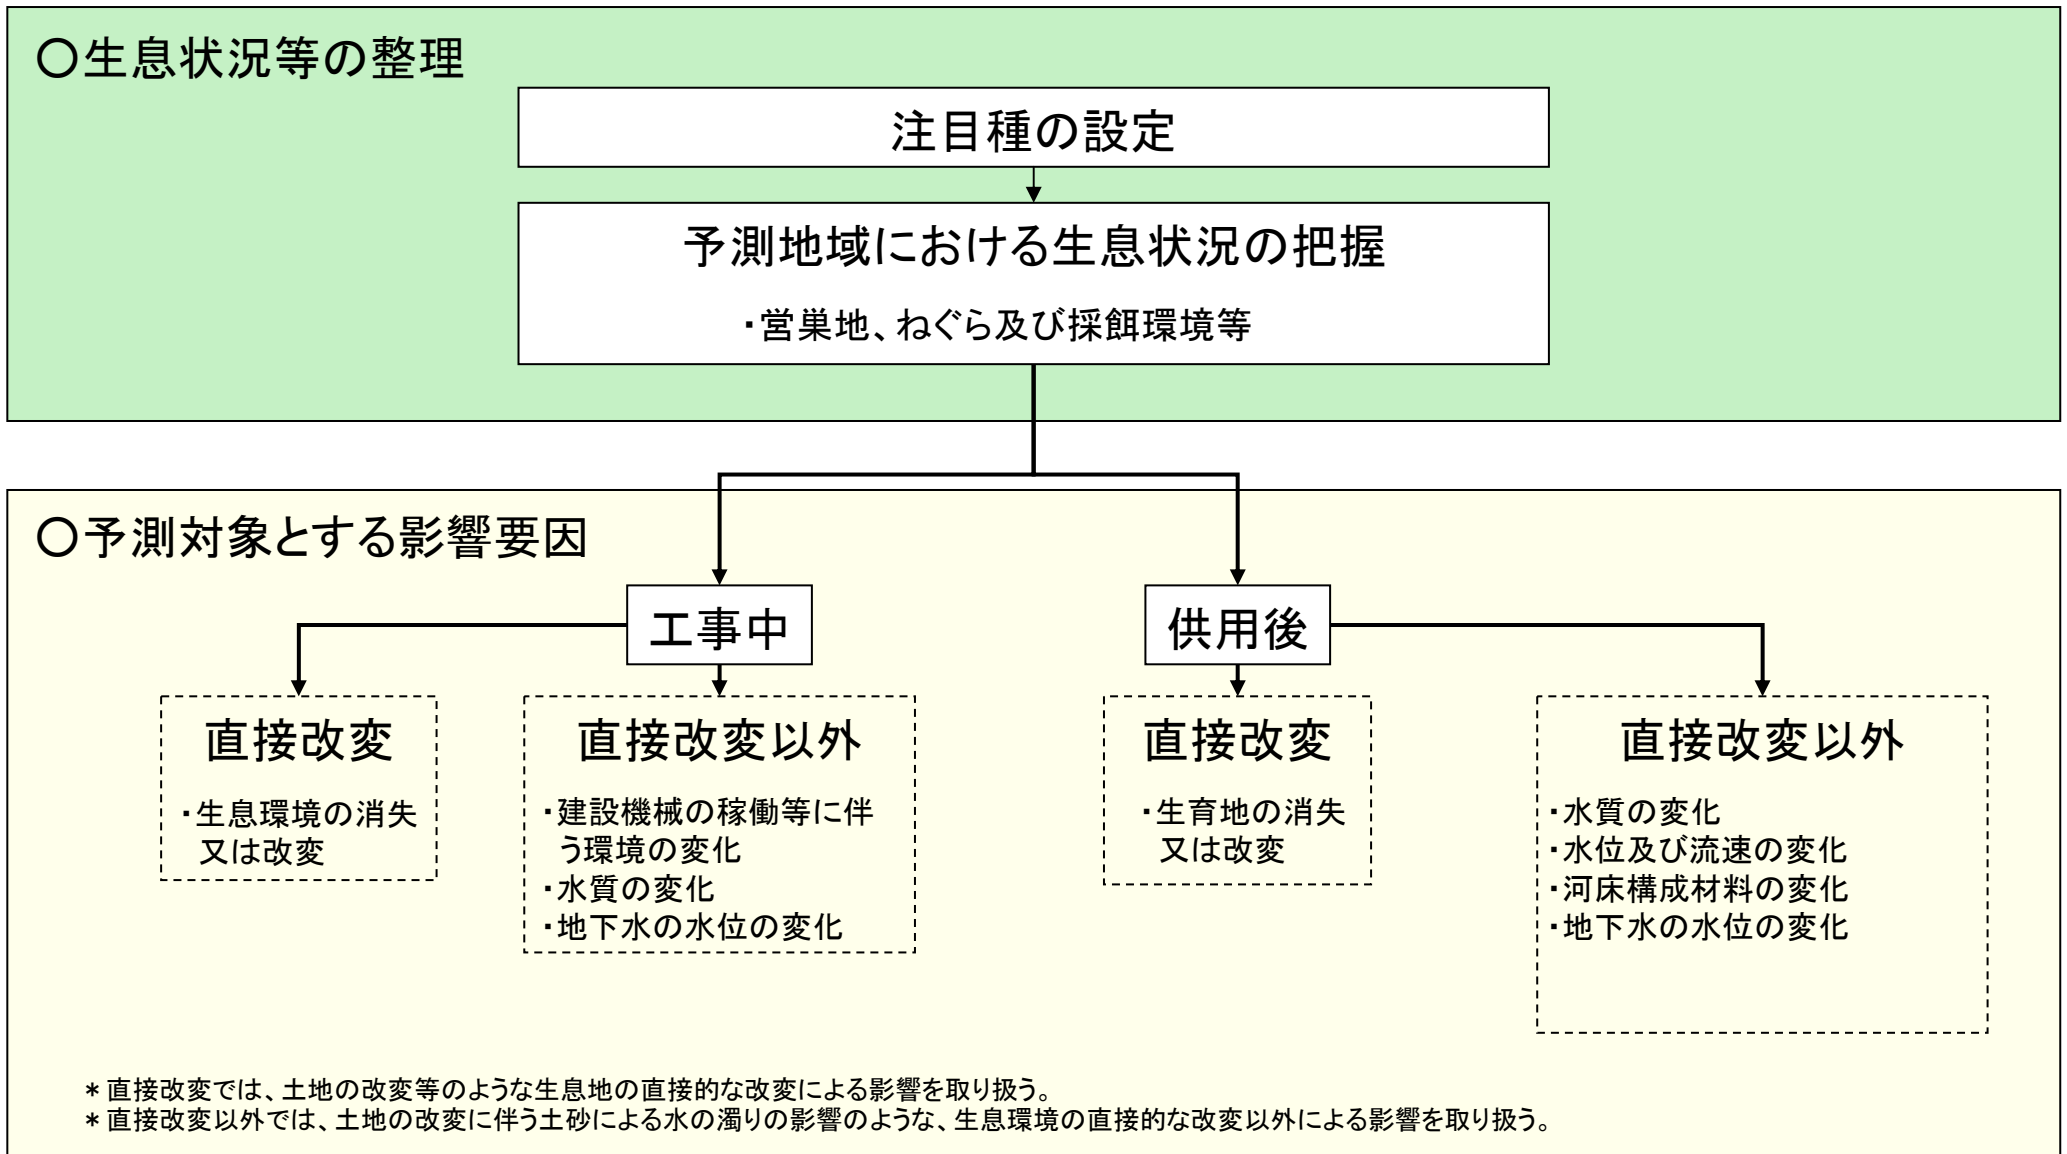 ○生息状況等の整理
注目種の設定
予測地域における生息状況の把握
・営巣地、ねぐら及び採餌環境等
○予測対象とする影響要因
工事中
供用後
直接改変
・生息環境の消失
又は改変
直接改変以外
・建設機械の稼働等に伴
う環境の変化
・水質の変化
・地下水の水位の変化
直接改変
・生育地の消失
又は改変
直接改変以外
・水質の変化
・水位及び流速の変化
・河床構成材料の変化
・地下水の水位の変化
＊直接改変では、土地の改変等のような生息地の直接的な改変による影響を取り扱う。
＊直接改変以外では、土地の改変に伴う土砂による水の濁りの影響のような、生息環境の直接的な改変以外による影響を取り扱う。